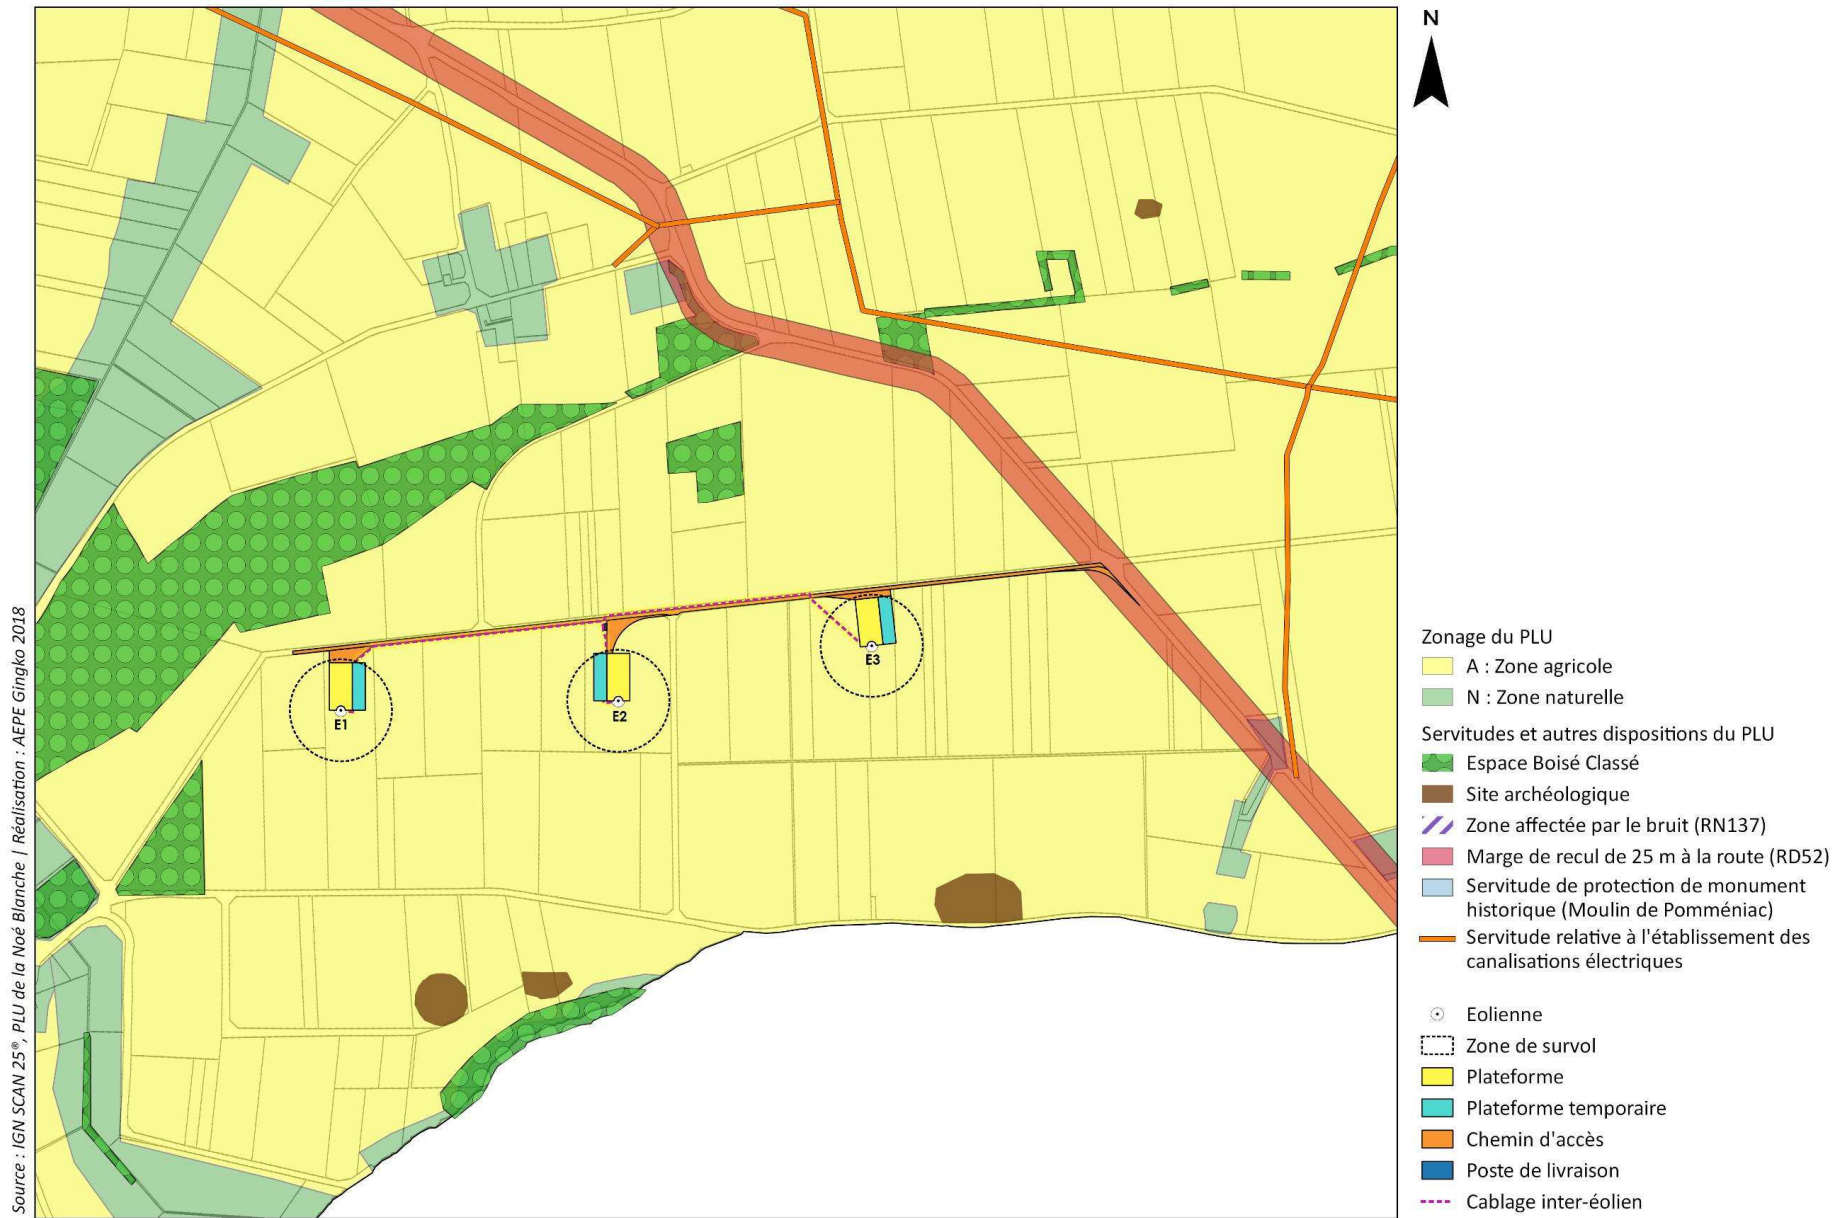 N
E1
E2
E3
Zonage du PLU
A : Zone agricole
N : Zone naturelle
Servitudes et autres dispositions du PLU
Espace Boisé Classé
Site archéologique
Zone affectée par le bruit (RN137)
Marge de recul de 25 m à la route (RD52)
Servitude de protection de monument
historique (Moulin de Pomméniac)
Servitude relative à l'établissement des
canalisations électriques
Eolienne
Zone de survol
Plateforme
Plateforme temporaire
Chemin d'accès
Poste de livraison
Cablage inter-éolien
Source : IGN SCAN 25®, PLU de la Noé Blanche | Réalisation : AEPE Gingko 2018